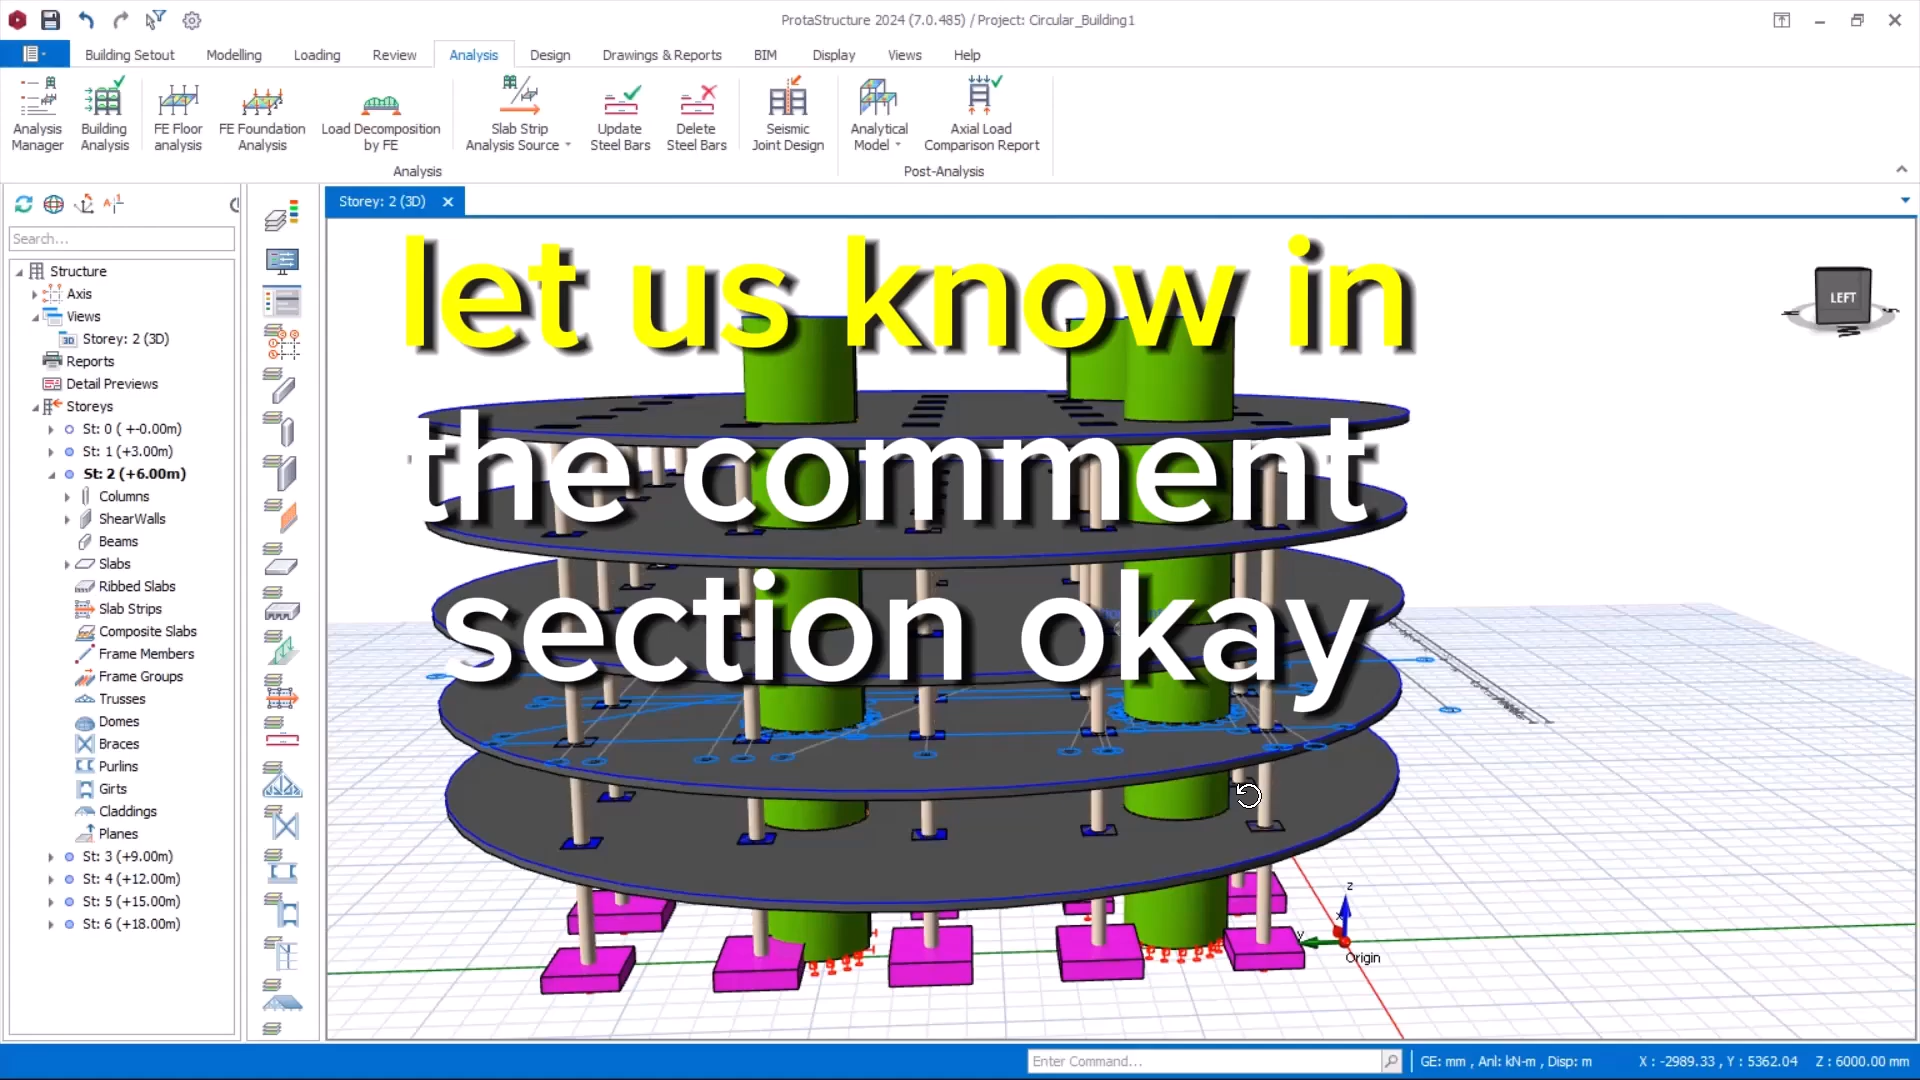 ProtaStructure 2024 (7.0.485) / Project: Circular_Building1
Building Setout Modelling Loading Review Analysis Design Drawings & Reports BIM Display Views Help
Analysis Manager
Building Analysis
FE Floor analysis
FE Foundation Analysis
Load Decomposition by FE
Slab Strip Analysis Source
Update Steel Bars
Delete Steel Bars
Seismic Joint Design
Analytical Model
Axial Load Comparison Report
Analysis
Post-Analysis
Storey: 2 (3D)
Search...
Structure
Axis
Views
3D Storey: 2 (3D)
Reports
Detail Previews
Storeys
St: 0 ( +-0.00m)
St: 1 (+3.00m)
St: 2 (+6.00m)
Columns
ShearWalls
Beams
Slabs
Ribbed Slabs
Slab Strips
Composite Slabs
Frame Members
Frame Groups
Trusses
Domes
Braces
Purlins
Girts
Claddings
Planes
St: 3 (+9.00m)
St: 4 (+12.00m)
St: 5 (+15.00m)
St: 6 (+18.00m)
let us know in
the comment
section okay
LEFT
z
x
Y
Origin
Enter Command...
GE: mm , Anl: kN-m , Disp: m
X : -2989.33 , Y : 5362.04
Z : 6000.00 mm